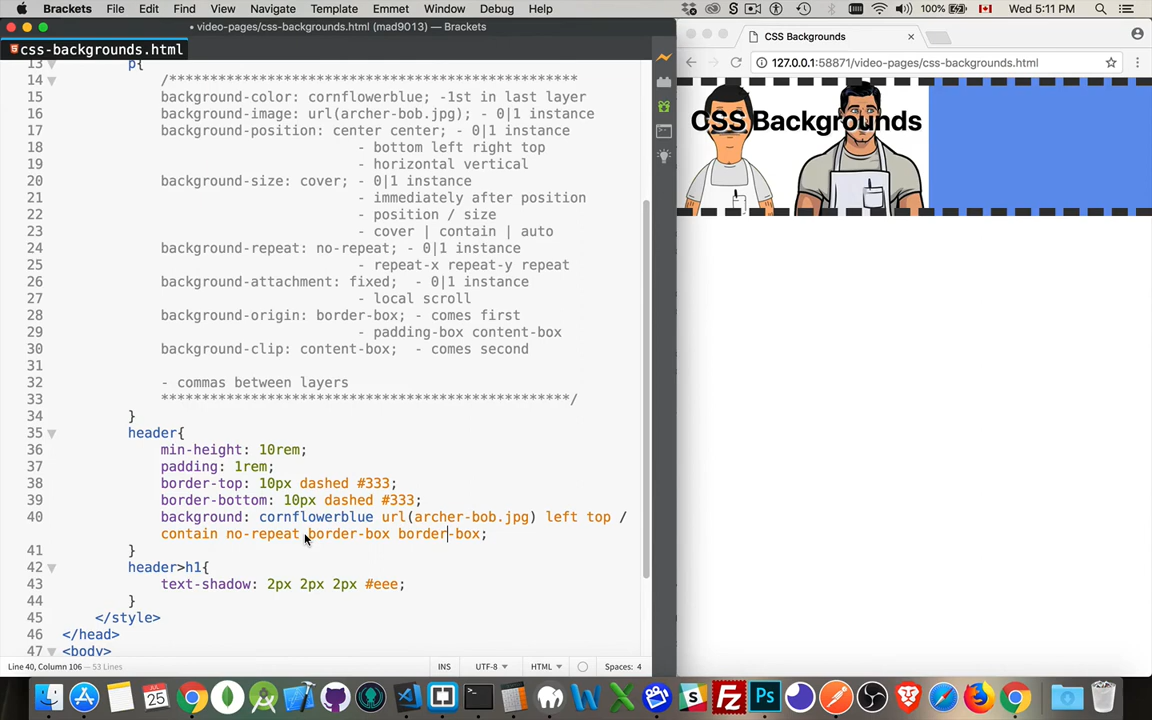 Brackets File Edit Find View Navigate Template Emmet Window Debug Help
100% Wed 5:11 PM
• video-pages/css-backgrounds.html (mad9013) — Brackets
css-backgrounds.html
13 p{
14 /**************************************************
15 background-color: cornflowerblue; -1st in last layer
16 background-image: url(archer-bob.jpg); - 0|1 instance
17 background-position: center center; - 0|1 instance
18 - bottom left right top
19 - horizontal vertical
20 background-size: cover; - 0|1 instance
21 - immediately after position
22 - position / size
23 - cover | contain | auto
24 background-repeat: no-repeat; - 0|1 instance
25 - repeat-x repeat-y repeat
26 background-attachment: fixed; - 0|1 instance
27 - local scroll
28 background-origin: border-box; - comes first
29 - padding-box content-box
30 background-clip: content-box; - comes second
31
32 - commas between layers
33 **************************************************/
34 }
35 header{
36 min-height: 10rem;
37 padding: 1rem;
38 border-top: 10px dashed #333;
39 border-bottom: 10px dashed #333;
40 background: cornflowerblue url(archer-bob.jpg) left top /
contain no-repeat border-box border-box;
41 }
42 header>h1{
43 text-shadow: 2px 2px 2px #eee;
44 }
45 </style>
46 </head>
47 <body>
Line 40, Column 106 — 53 Lines
INS UTF-8 HTML Spaces: 4
CSS Backgrounds
127.0.0.1:58871/video-pages/css-backgrounds.html
CSS Backgrounds